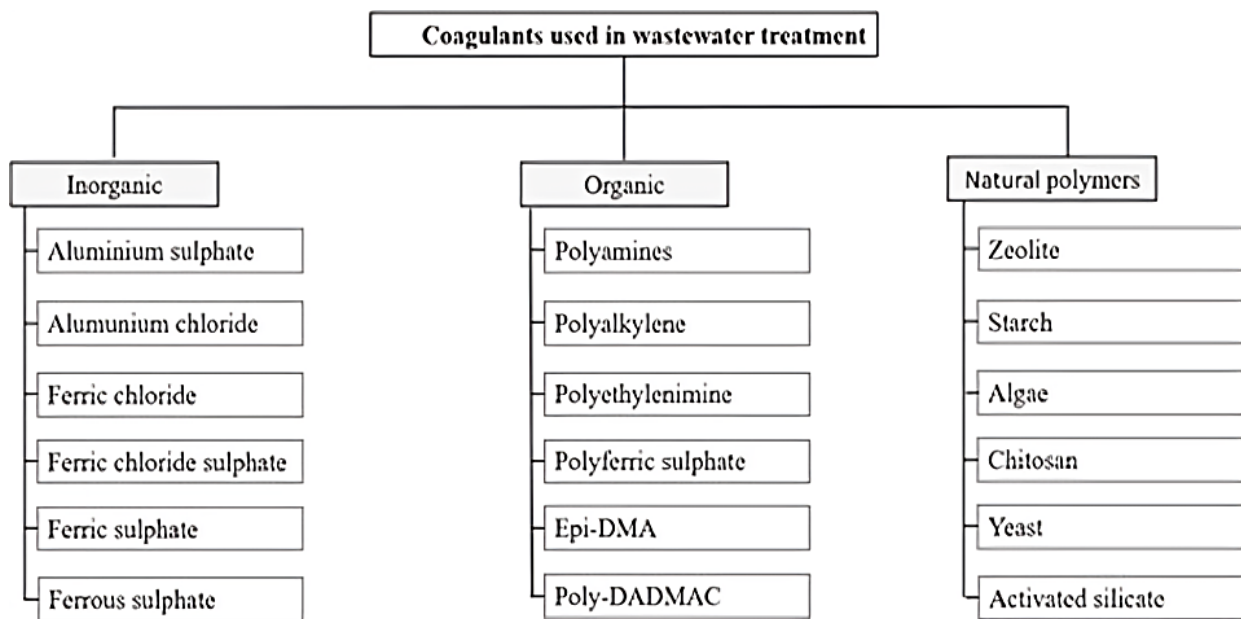 Coagulants used in wastewater treatment
Inorganic
Aluminium sulphate
Alumunium chloride
Ferric chloride
Ferric chloride sulphate
Ferric sulphate
Ferrous sulphate
Organic
Polyamines
Polyalkylene
Polyethylenimine
Polyferric sulphate
Epi-DMA
Poly-DADMAC
Natural polymers
Zeolite
Starch
Algae
Chitosan
Yeast
Activated silicate